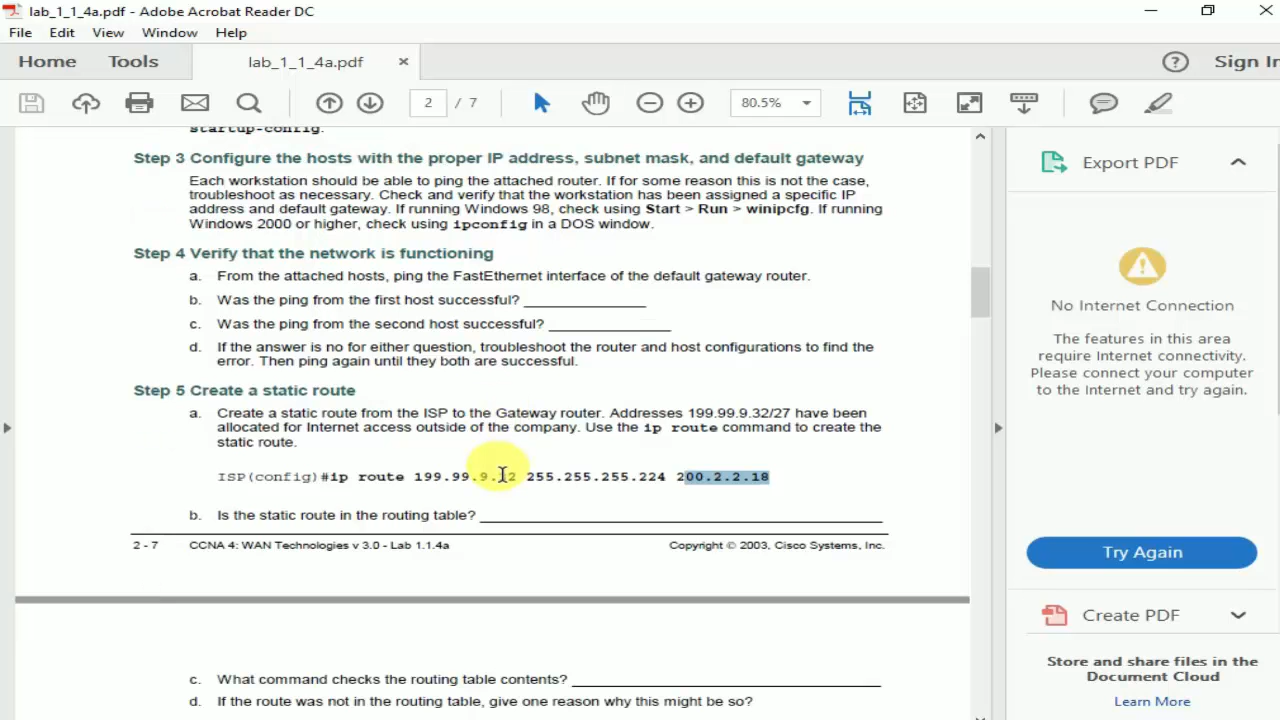 lab_1_1_4a.pdf - Adobe Acrobat Reader DC
File Edit View Window Help
Home Tools lab_1_1_4a.pdf × ? Sign In
2 / 7 80.5%
startup-config.
Step 3 Configure the hosts with the proper IP address, subnet mask, and default gateway
Each workstation should be able to ping the attached router. If for some reason this is not the case,
troubleshoot as necessary. Check and verify that the workstation has been assigned a specific IP
address and default gateway. If running Windows 98, check using Start > Run > winipcfg. If running
Windows 2000 or higher, check using ipconfig in a DOS window.
Step 4 Verify that the network is functioning
a. From the attached hosts, ping the FastEthernet interface of the default gateway router.
b. Was the ping from the first host successful? ____________
c. Was the ping from the second host successful? ____________
d. If the answer is no for either question, troubleshoot the router and host configurations to find the
error. Then ping again until they both are successful.
Step 5 Create a static route
a. Create a static route from the ISP to the Gateway router. Addresses 199.99.9.32/27 have been
allocated for Internet access outside of the company. Use the ip route command to create the
static route.
ISP(config)#ip route 199.99.9.32 255.255.255.224 200.2.2.18
b. Is the static route in the routing table? ____________
2 - 7 CCNA 4: WAN Technologies v 3.0 - Lab 1.1.4a Copyright © 2003, Cisco Systems, Inc.
c. What command checks the routing table contents? ____________
d. If the route was not in the routing table, give one reason why this might be so?
Export PDF
No Internet Connection
The features in this area
require Internet connectivity.
Please connect your computer
to the Internet and try again.
Try Again
Create PDF
Store and share files in the
Document Cloud
Learn More